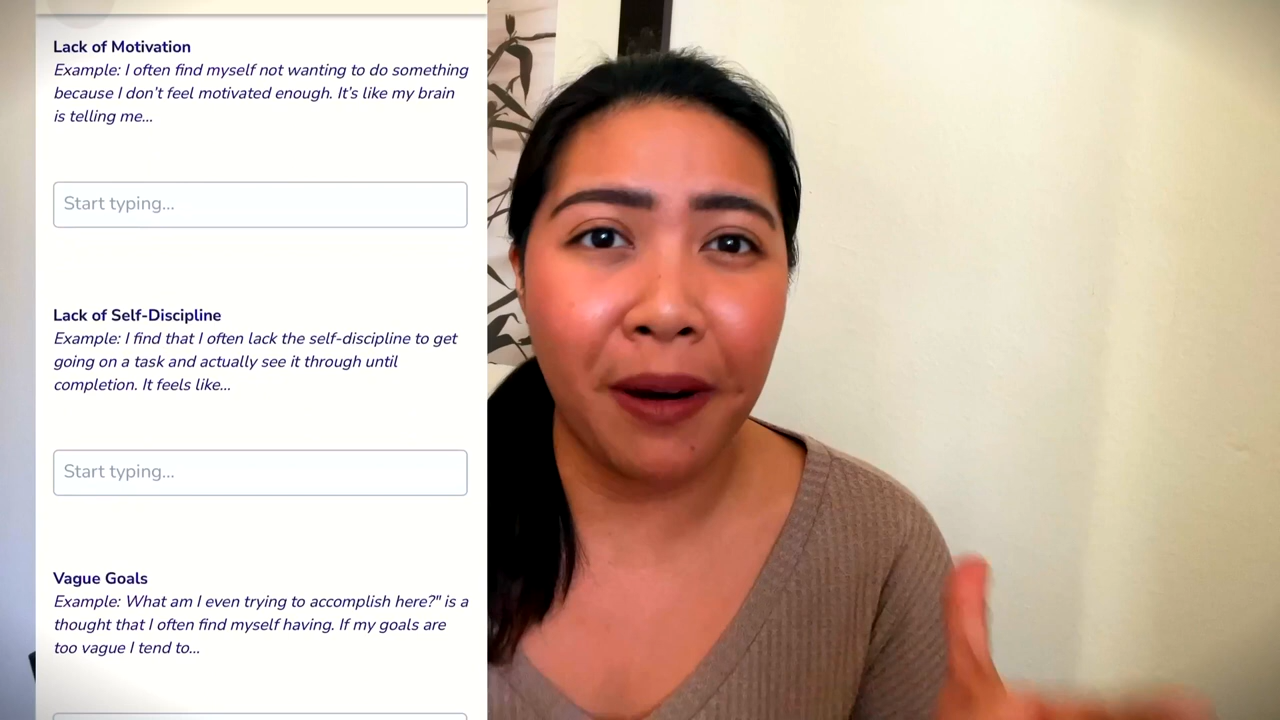 Lack of Motivation
Example: I often find myself not wanting to do something
because I don't feel motivated enough. It's like my brain
is telling me...
Start typing...
Lack of Self-Discipline
Example: I find that I often lack the self-discipline to get
going on a task and actually see it through until
completion. It feels like...
Start typing...
Vague Goals
Example: What am I even trying to accomplish here?" is a
thought that I often find myself having. If my goals are
too vague I tend to...